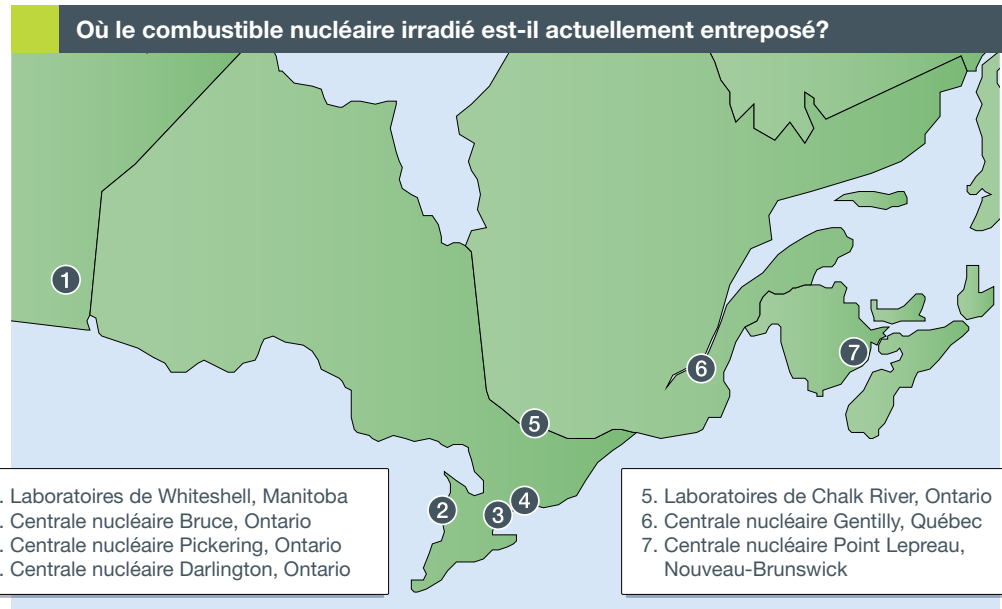 Où le combustible nucléaire irradié est-il actuellement entreposé?
1
2
3
4
5
6
7
. Laboratoires de Whiteshell, Manitoba
. Centrale nucléaire Bruce, Ontario
. Centrale nucléaire Pickering, Ontario
. Centrale nucléaire Darlington, Ontario
5. Laboratoires de Chalk River, Ontario
6. Centrale nucléaire Gentilly, Québec
7. Centrale nucléaire Point Lepreau,
Nouveau-Brunswick